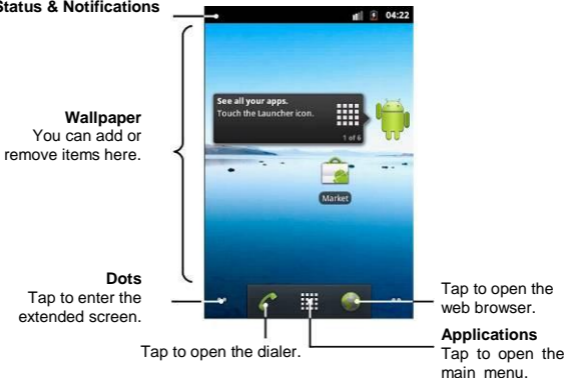 Status & Notifications
04:22
Wallpaper
You can add or
remove items here.
See all your apps.
Touch the Launcher icon.
1 of 6
Market
Dots
Tap to enter the
extended screen.
Tap to open the dialer.
Tap to open the
web browser.
Applications
Tap to open the
main menu.